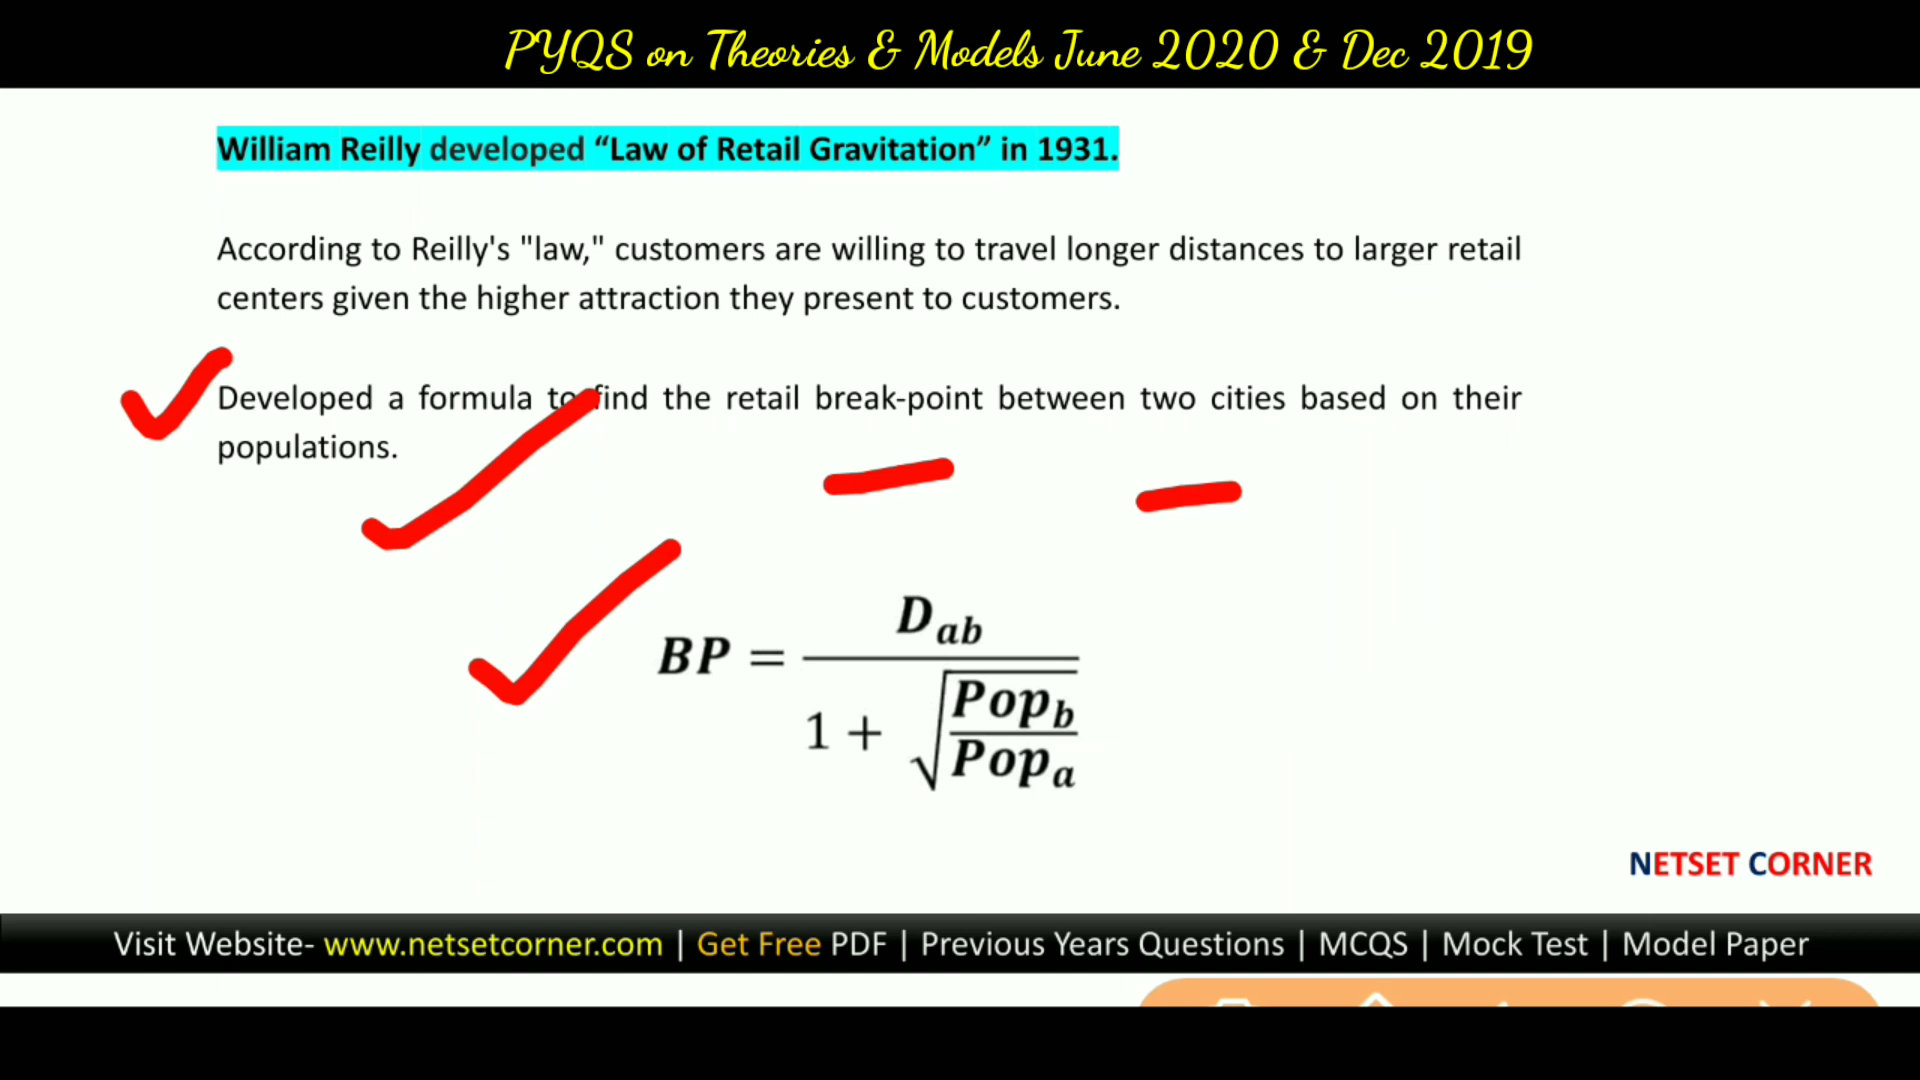 PYQS on Theories & Models June 2020 & Dec 2019
William Reilly developed “Law of Retail Gravitation” in 1931.
According to Reilly's "law," customers are willing to travel longer distances to larger retail
centers given the higher attraction they present to customers.
Developed a formula to find the retail break-point between two cities based on their
populations.
BP = D_ab / (1 + √(Pop_b / Pop_a))
NETSET CORNER
Visit Website- www.netsetcorner.com | Get Free PDF | Previous Years Questions | MCQS | Mock Test | Model Paper